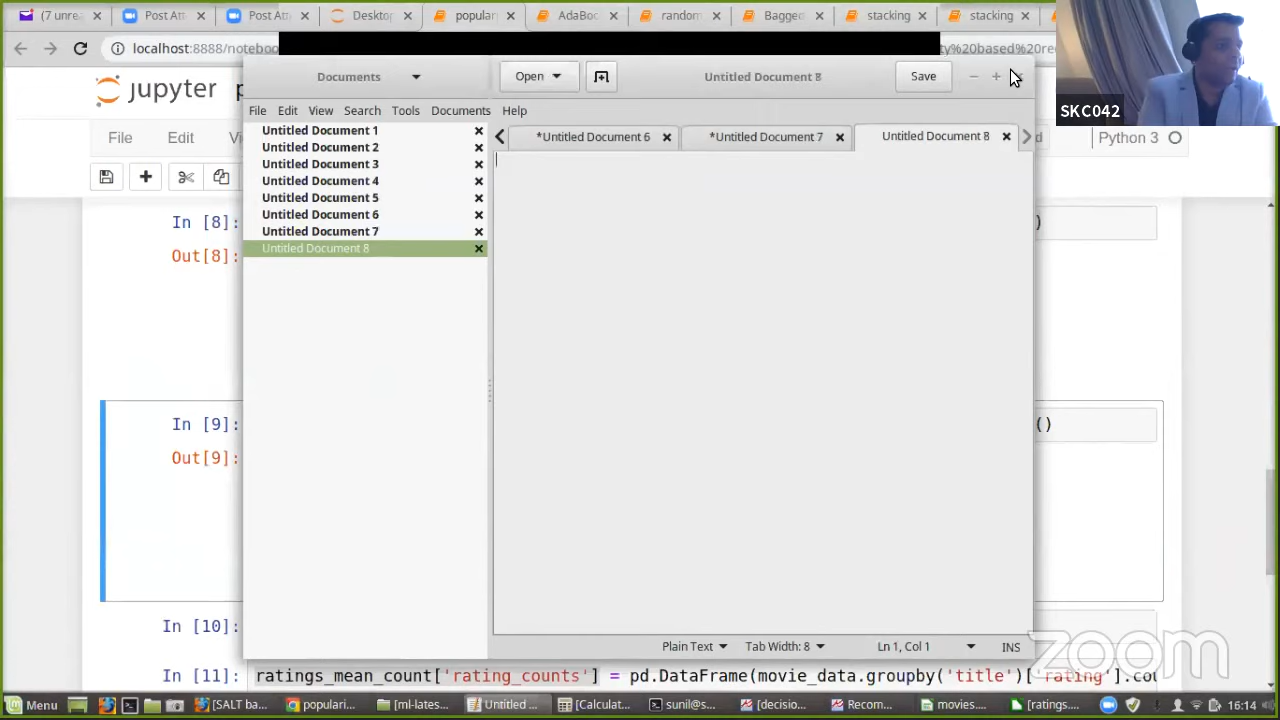 (7 unrea
Post Att
Post Att
Desktop
popular
AdaBoo
random
Bagged
stacking
stacking
localhost:8888/notebo
y%20based%20re
jupyter
Documents
Open
Untitled Document 8
Save
File Edit View Search Tools Documents Help
SKC042
File Edit
Python 3
*Untitled Document 6
*Untitled Document 7
Untitled Document 8
Untitled Document 1
Untitled Document 2
Untitled Document 3
Untitled Document 4
Untitled Document 5
Untitled Document 6
Untitled Document 7
Untitled Document 8
In [8]:
)
Out[8]:
In [9]:
()
Out[9]:
In [10]:
In [11]:
ratings_mean_count['rating_counts'] = pd.DataFrame(movie_data.groupby('title')['rating'].cou
Plain Text
Tab Width: 8
Ln 1, Col 1
INS
zoom
Menu
[SALT ba...
populari...
[ml-lates...
Untitled ...
[Calculat...
sunil@s...
[decisio...
Recom...
movies....
[ratings....
16:14